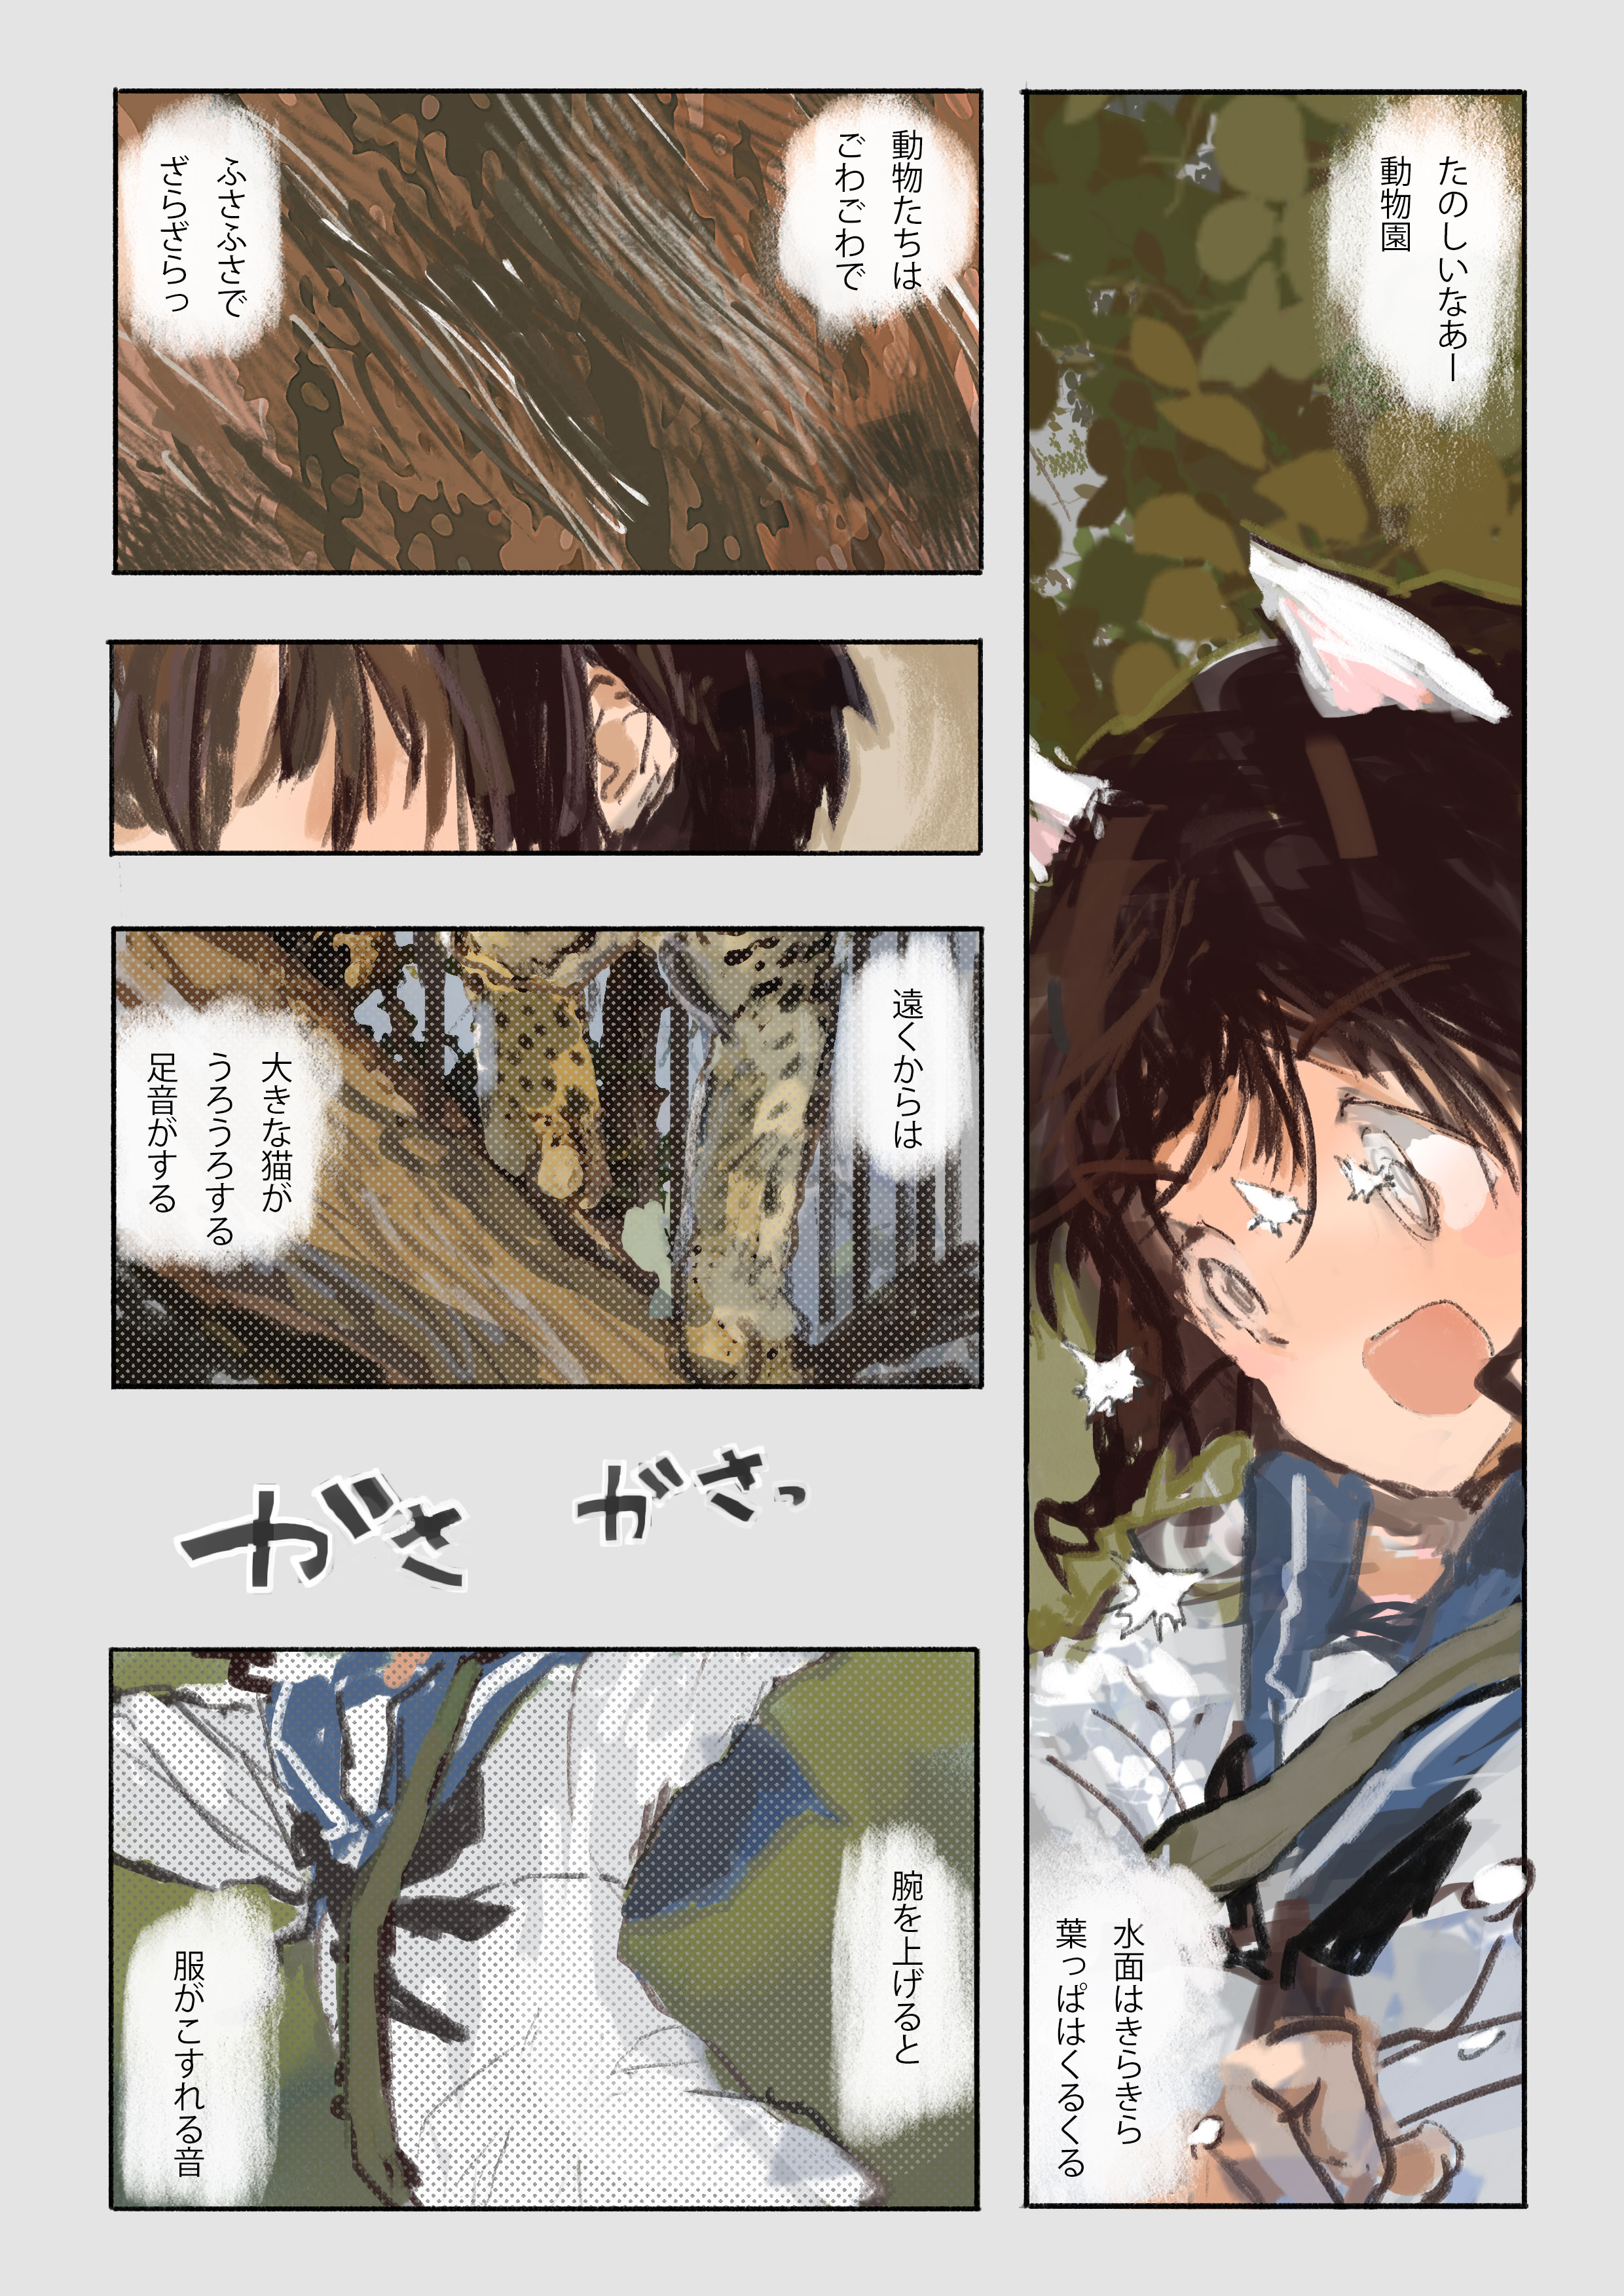 たのしいなあー
動物園
水面はきらきら
葉っぱはくるくる
動物たちは
ごわごわで
ふさふさで
ざらざらっ
遠くからは
大きな猫が
うろうろする
足音がする
がさっ
がさ
腕を上げると
服がこすれる音